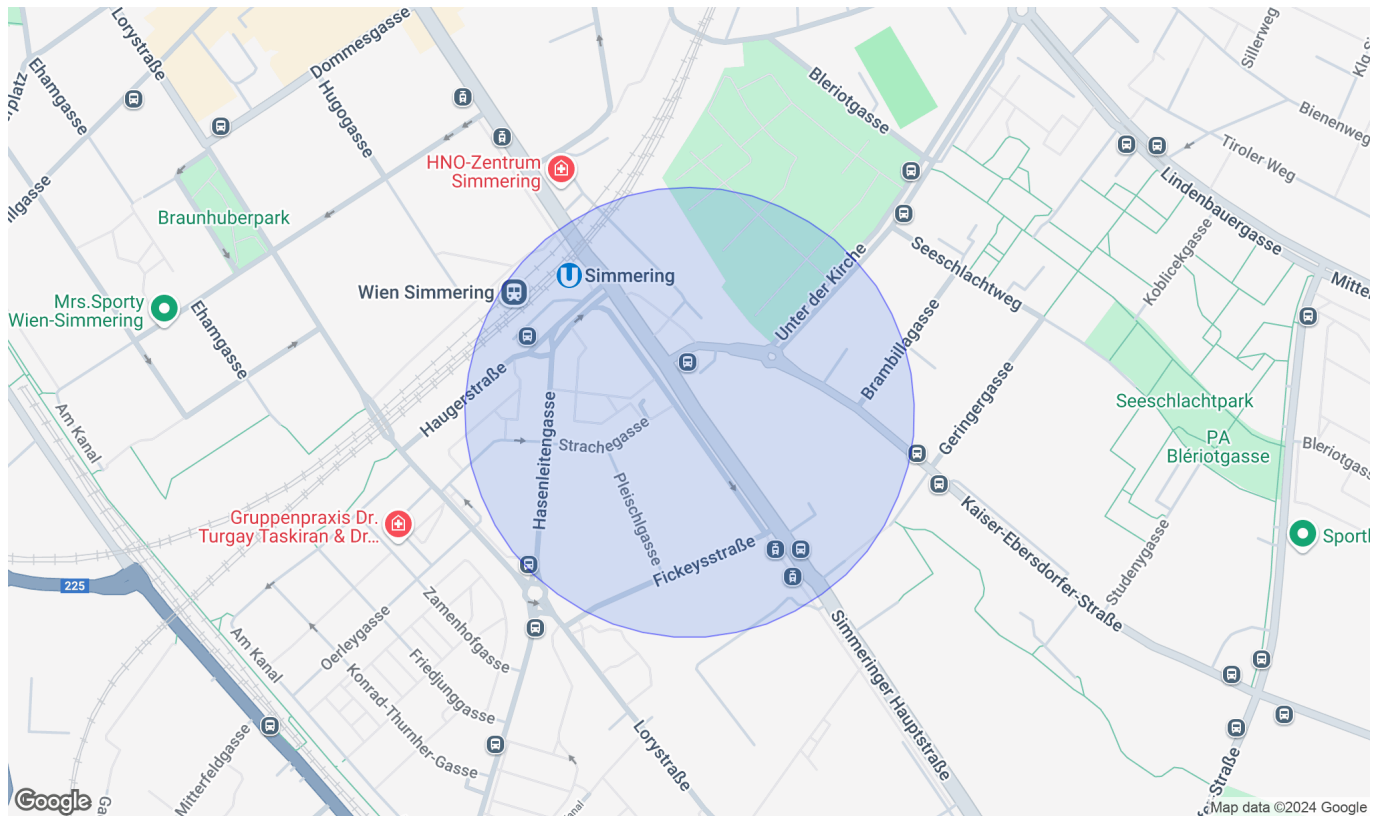 Lorystraße
Dommesgasse
Ehamgasse
Hugogasse
Bleriotgasse
Sillerweg
Bienenweg
Tiroler Weg
HNO-Zentrum
Simmering
Lindenbauergasse
Braunhuberpark
Seeschlachtweg
Koblicekgasse
Unter der Kirche
U Simmering
Wien Simmering
Mrs.Sporty
Wien-Simmering
Ehamgasse
Brambillagasse
Haugerstraße
Geringergasse
Seeschlachtpark
PA
Blériotgasse
Am Kanal
Strachegasse
Hasenleitengasse
Pleischlgasse
Gruppenpraxis Dr.
Turgay Taskiran & Dr...
Kaiser-Ebersdorfer-Straße
Fickeysstraße
Studenygasse
225
Zamenhofgasse
Oerleygasse
Am Kanal
Friedjunggasse
Konrad-Thurnher-Gasse
Simmeringer Hauptstraße
Lorystraße
Mitterfeldgasse
Google
Map data ©2024 Google